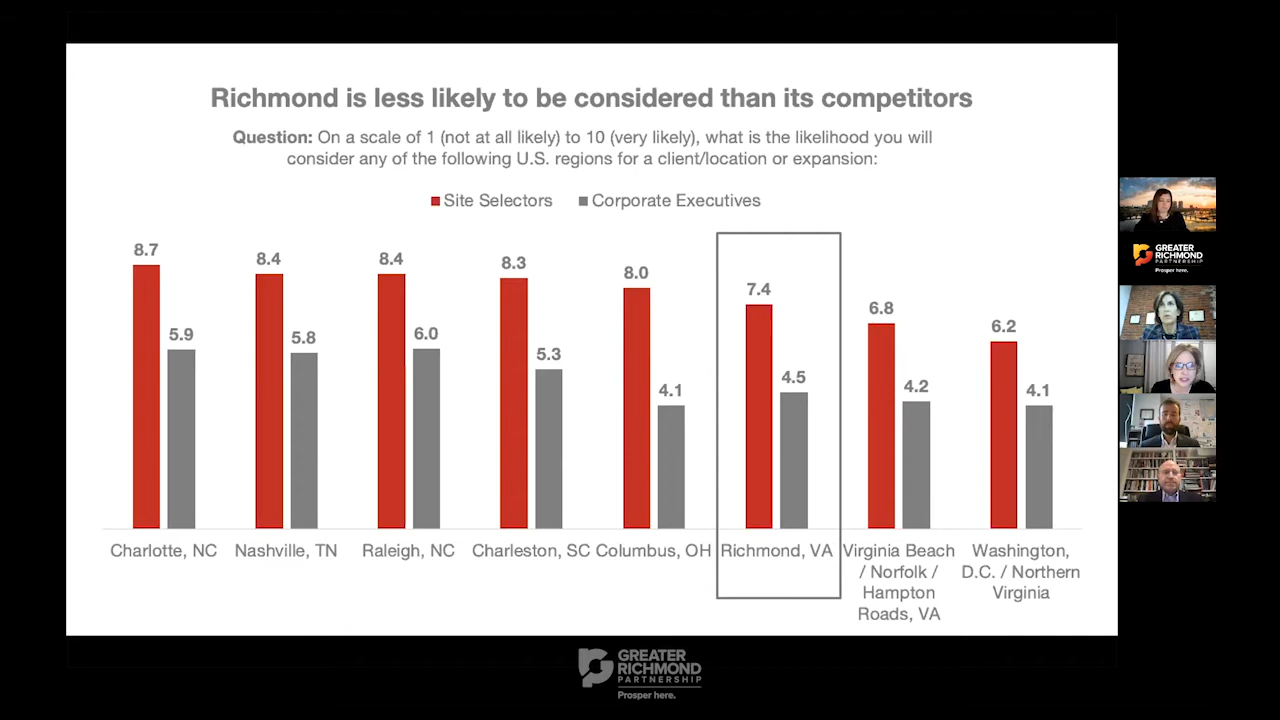 Richmond is less likely to be considered than its competitors
Question: On a scale of 1 (not at all likely) to 10 (very likely), what is the likelihood you will
consider any of the following U.S. regions for a client/location or expansion:
Site Selectors
Corporate Executives
8.7
5.9
8.4
5.8
8.4
6.0
8.3
5.3
8.0
4.1
7.4
4.5
6.8
4.2
6.2
4.1
Charlotte, NC
Nashville, TN
Raleigh, NC
Charleston, SC
Columbus, OH
Richmond, VA
Virginia Beach
/ Norfolk /
Hampton
Roads, VA
Washington,
D.C. / Northern
Virginia
GREATER
RICHMOND
PARTNERSHIP
Prosper here.
GREATER
RICHMOND
PARTNERSHIP
Prosper here.